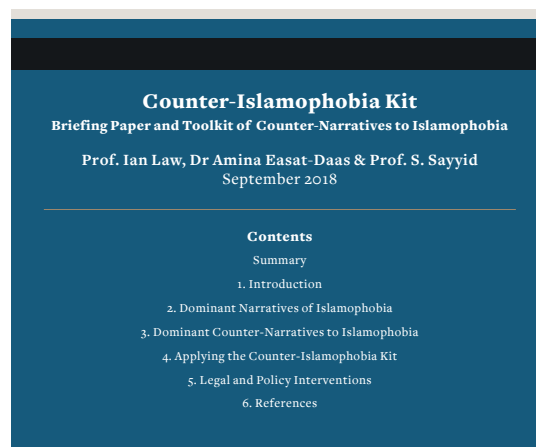 Counter-Islamophobia Kit
Briefing Paper and Toolkit of Counter-Narratives to Islamophobia
Prof. Ian Law, Dr Amina Easat-Daas & Prof. S. Sayyid
September 2018
Contents
Summary
1. Introduction
2. Dominant Narratives of Islamophobia
3. Dominant Counter-Narratives to Islamophobia
4. Applying the Counter-Islamophobia Kit
5. Legal and Policy Interventions
6. References